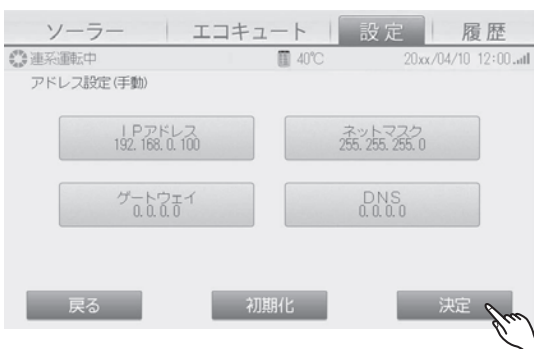 ソーラー エコキュート 設定 履歴
連系運転中 40℃ 20xx/04/10 12:00
アドレス設定(手動)
IPアドレス ネットマスク
192.168.0.100 255.255.255.0
ゲートウェイ DNS
0.0.0.0 0.0.0.0
戻る 初期化 決定